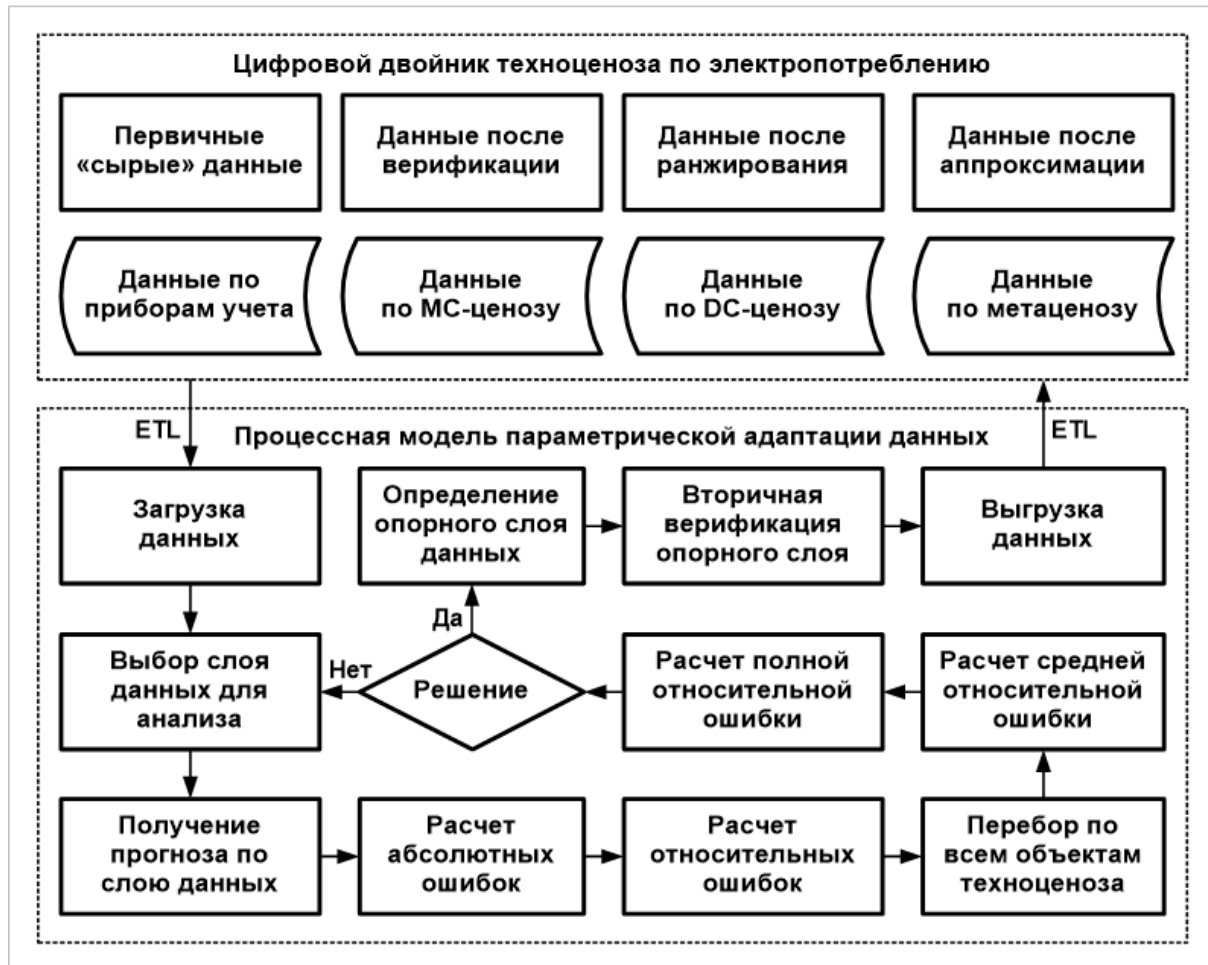 Цифровой двойник техноценоза по электропотреблению
Первичные
«сырые» данные
Данные после
верификации
Данные после
ранжирования
Данные после
аппроксимации
Данные по
приборам учета
Данные
по МС-ценозу
Данные
по DC-ценозу
Данные
по метаценозу
ETL
Процессная модель параметрической адаптации данных
ETL
Загрузка
данных
Определение
опорного слоя
данных
Вторичная
верификация
опорного слоя
Выгрузка
данных
Да
Выбор слоя
данных для
анализа
Нет
Решение
Расчет полной
относительной
ошибки
Расчет средней
относительной
ошибки
Получение
прогноза по
слою данных
Расчет
абсолютных
ошибок
Расчет
относительных
ошибок
Перебор по
всем объектам
техноценоза